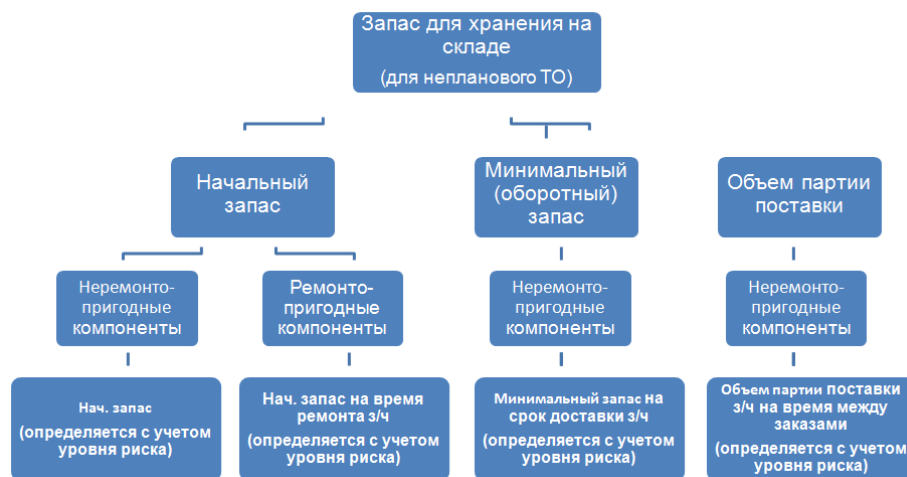 Запас для хранения на
складе
(для непланового ТО)
Начальный
запас
Минимальный
(оборотный)
запас
Объем партии
поставки
Неремонто-
пригодные
компоненты
Ремонто-
пригодные
компоненты
Неремонто-
пригодные
компоненты
Неремонто-
пригодные
компоненты
Нач. запас
(определяется с учетом
уровня риска)
Нач. запас на время
ремонта з/ч
(определяется с учетом
уровня риска)
Минимальный запас на
срок доставки з/ч
(определяется с учетом
уровня риска)
Объем партии поставки
з/ч на время между
заказами
(определяется с учетом
уровня риска)